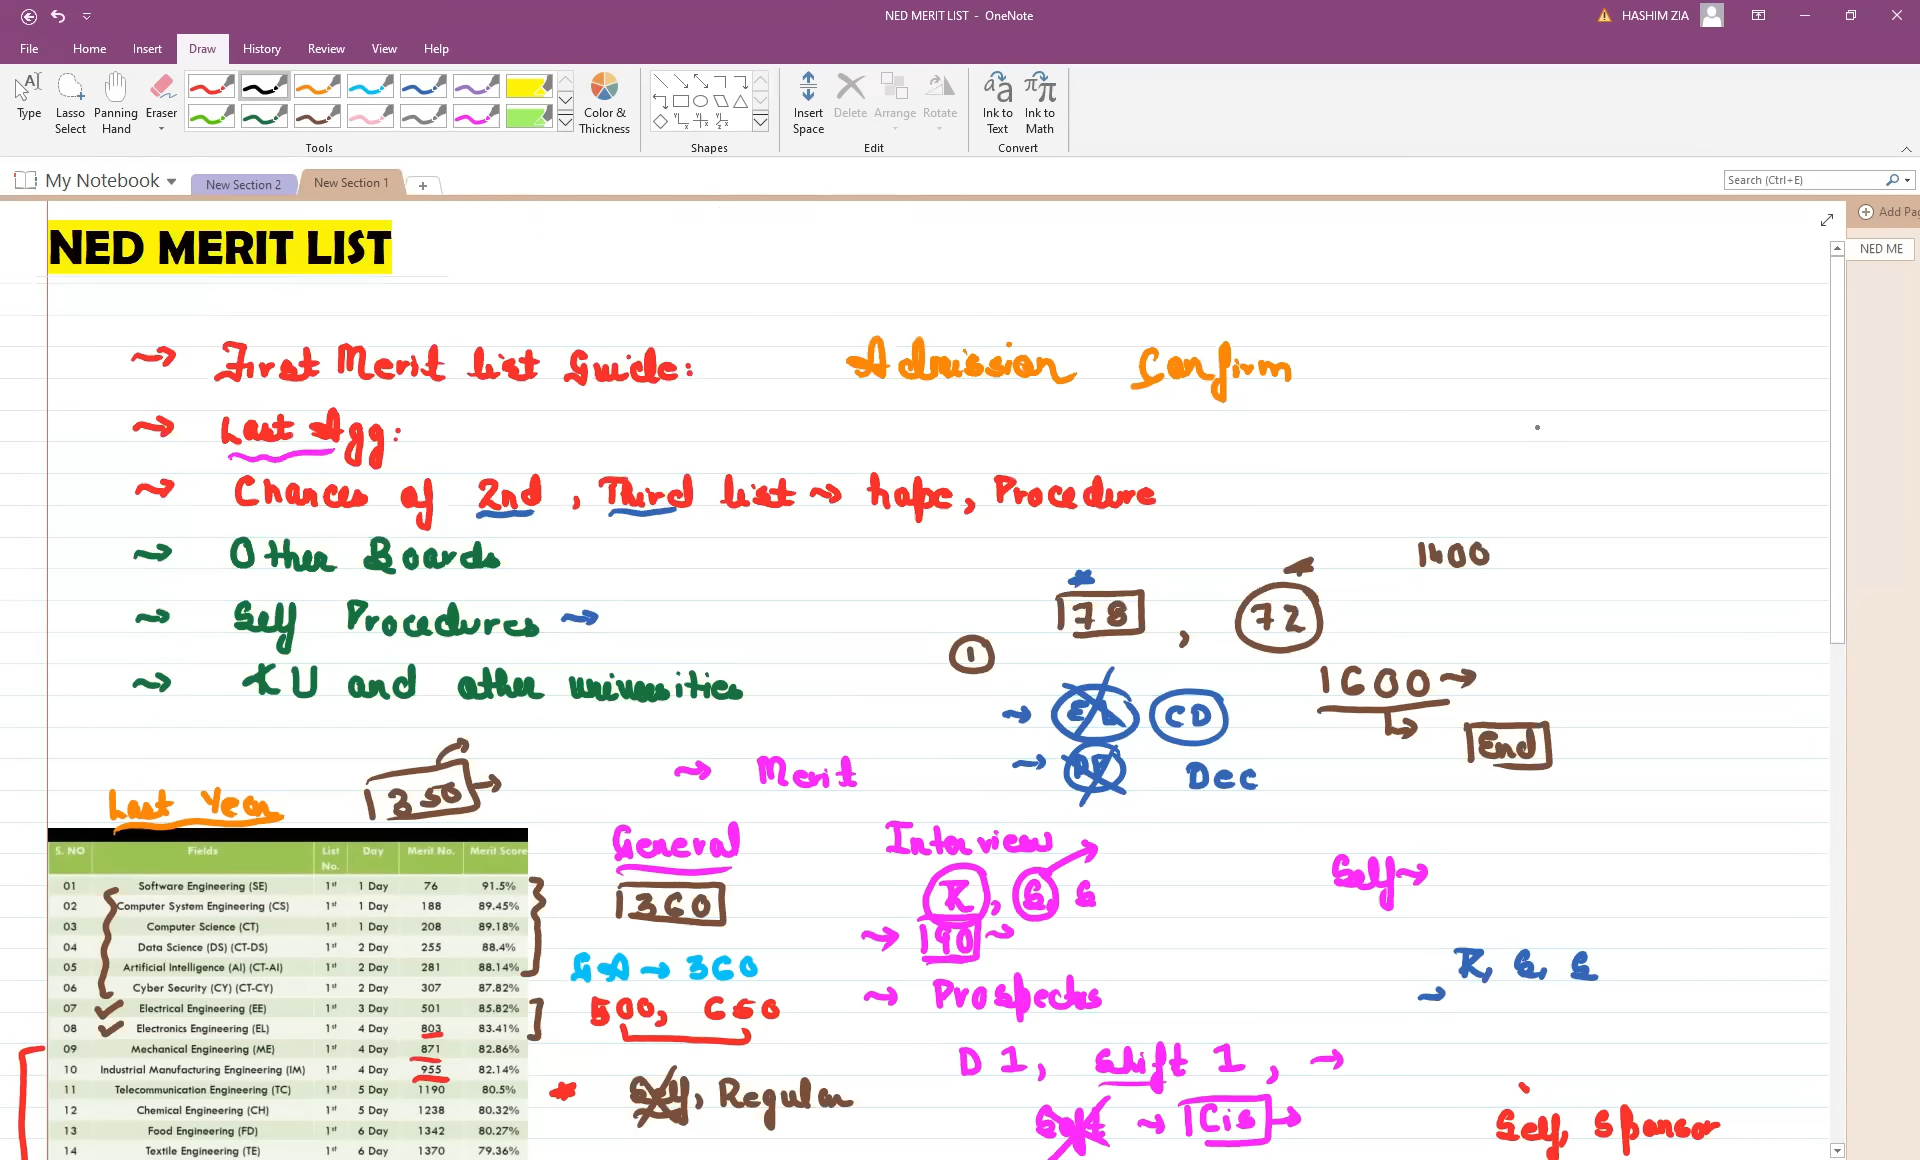 NED MERIT LIST - OneNote
HASHIM ZIA
File Home Insert Draw History Review View Help
Type
Lasso Select
Panning Hand
Eraser
Color & Thickness
Insert Space
Delete
Arrange
Rotate
Ink to Text
Ink to Math
Tools
Shapes
Edit
Convert
My Notebook
New Section 2
New Section 1
Search (Ctrl+E)
Add Pag
NED ME
NED MERIT LIST
First Merit list Guide: Admission Confirm
Last Agg:
Chances of 2nd, Third list → hope, Procedure
Other Boards
1400
Self Procedures →
78, 72
1
KU and other universities
1600 →
CD
End
Merit
Dec
Last Year
1350
General
Interview
Self →
1360
K, S, S
190
GA → 360
K, S, S
500, 650
Prospectus
D1, Shift 1, →
Self, Regular
Cis
Self, Sponsor
S. NO Fields List No. Day Merit No. Merit Score
01 Software Engineering (SE) 1st 1 Day 76 91.5%
02 Computer System Engineering (CS) 1st 1 Day 188 89.45%
03 Computer Science (CT) 1st 1 Day 208 89.18%
04 Data Science (DS) (CT-DS) 1st 2 Day 255 88.4%
05 Artificial Intelligence (AI) (CT-AI) 1st 2 Day 281 88.14%
06 Cyber Security (CY) (CT-CY) 1st 2 Day 307 87.82%
07 Electrical Engineering (EE) 1st 3 Day 501 85.82%
08 Electronics Engineering (EL) 1st 4 Day 803 83.41%
09 Mechanical Engineering (ME) 1st 4 Day 871 82.86%
10 Industrial Manufacturing Engineering (IM) 1st 4 Day 955 82.14%
11 Telecommunication Engineering (TC) 1st 5 Day 1190 80.5%
12 Chemical Engineering (CH) 1st 5 Day 1238 80.32%
13 Food Engineering (FD) 1st 6 Day 1342 80.27%
14 Textile Engineering (TE) 1st 6 Day 1370 79.36%